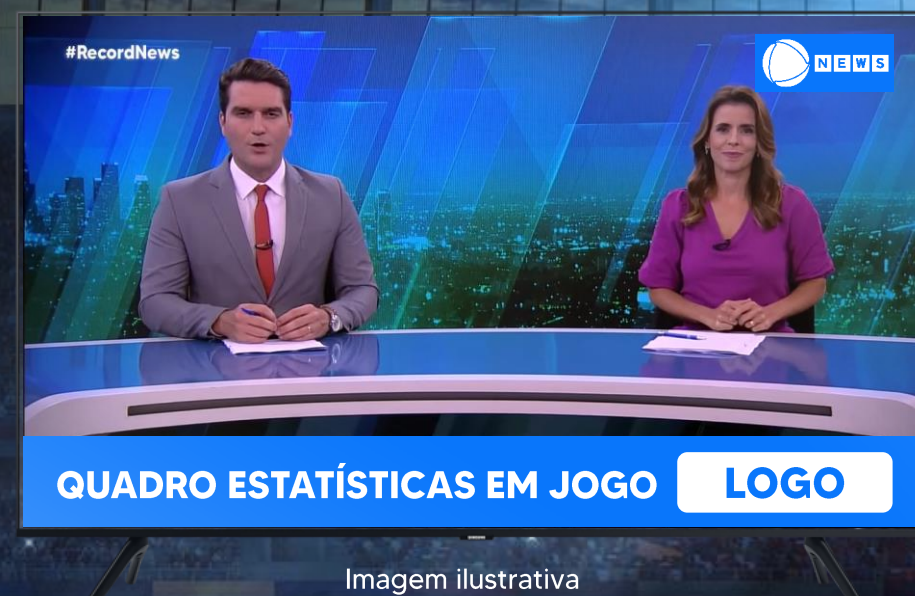 #RecordNews
NEWS
QUADRO ESTATÍSTICAS EM JOGO
LOGO
Imagem ilustrativa